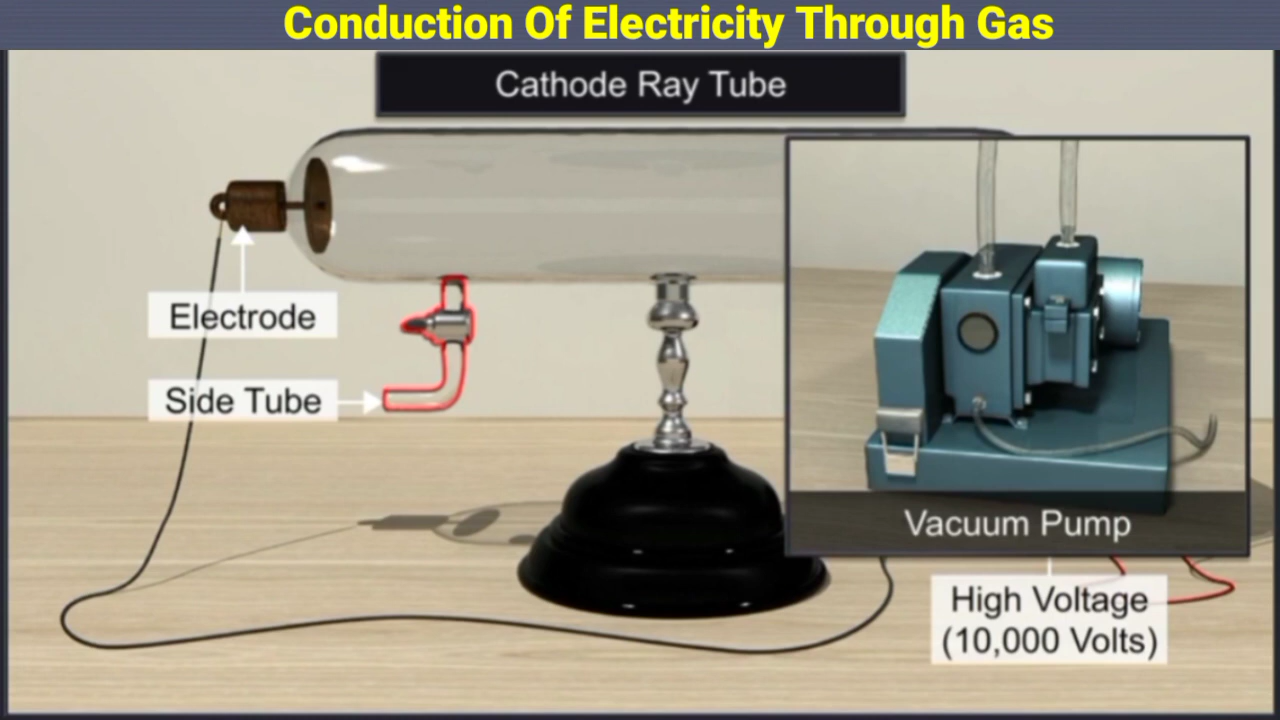 Conduction Of Electricity Through Gas
Cathode Ray Tube
Electrode
Side Tube
Vacuum Pump
High Voltage
(10,000 Volts)